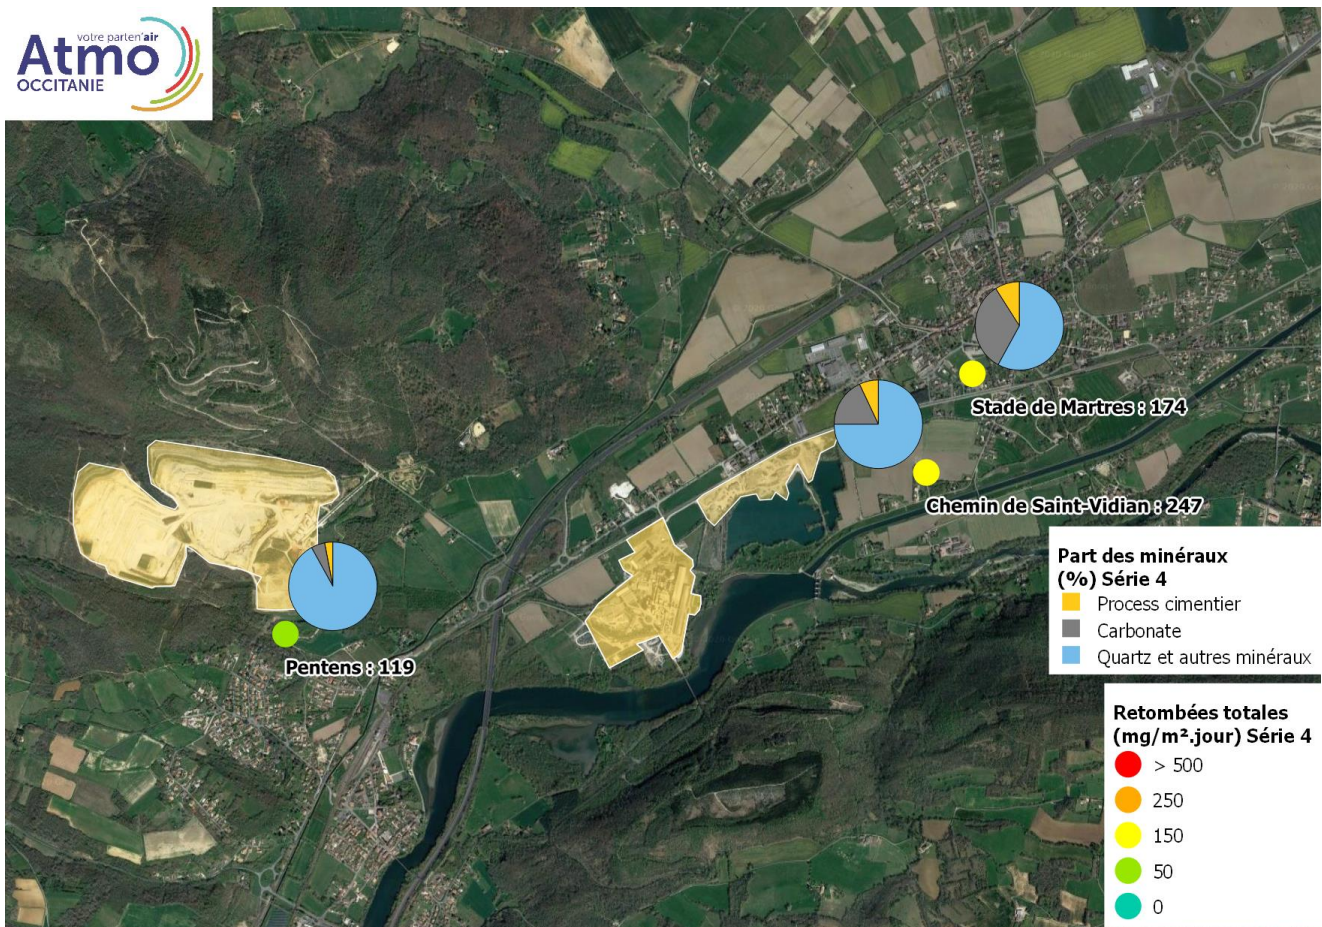 votre parten'air
Atmo
OCCITANIE
Stade de Martres : 174
Chemin de Saint-Vidian : 247
Pentens : 119
Part des minéraux
(%) Série 4
Process cimentier
Carbonate
Quartz et autres minéraux
Retombées totales
(mg/m².jour) Série 4
> 500
250
150
50
0